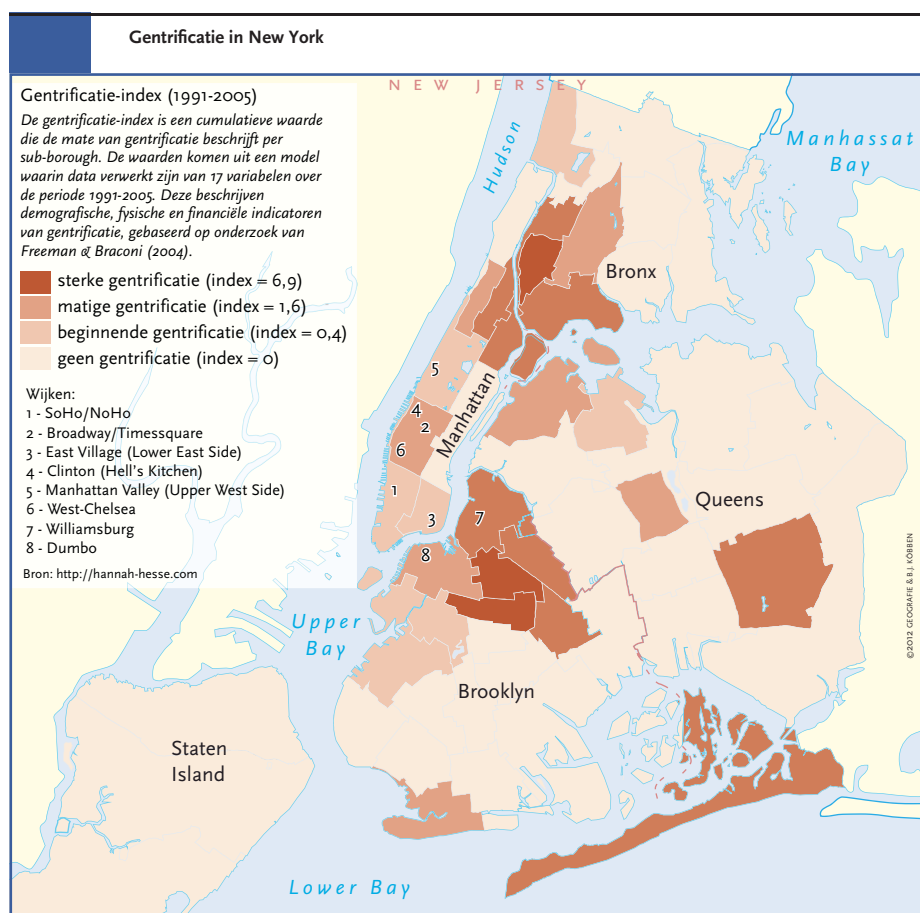 Gentrificatie in New York
NEW JERSEY
Gentrificatie-index (1991-2005)
De gentrificatie-index is een cumulatieve waarde
die de mate van gentrificatie beschrijft per
sub-borough. De waarden komen uit een model
waarin data verwerkt zijn van 17 variabelen over
de periode 1991-2005. Deze beschrijven
demografische, fysische en financiële indicatoren
van gentrificatie, gebaseerd op onderzoek van
Freeman & Braconi (2004).
sterke gentrificatie (index = 6,9)
matige gentrificatie (index = 1,6)
beginnende gentrificatie (index = 0,4)
geen gentrificatie (index = 0)
Wijken:
1 - SoHo/NoHo
2 - Broadway/Timessquare
3 - East Village (Lower East Side)
4 - Clinton (Hell's Kitchen)
5 - Manhattan Valley (Upper West Side)
6 - West-Chelsea
7 - Williamsburg
8 - Dumbo
Bron: http://hannah-hesse.com
Hudson
Manhassat
Bay
Bronx
5
4
2
Manhattan
6
1
3
7
8
Queens
Upper
Bay
Brooklyn
Staten
Island
Lower Bay
©2012 GEOGRAFIE & B.J. KÖBBEN